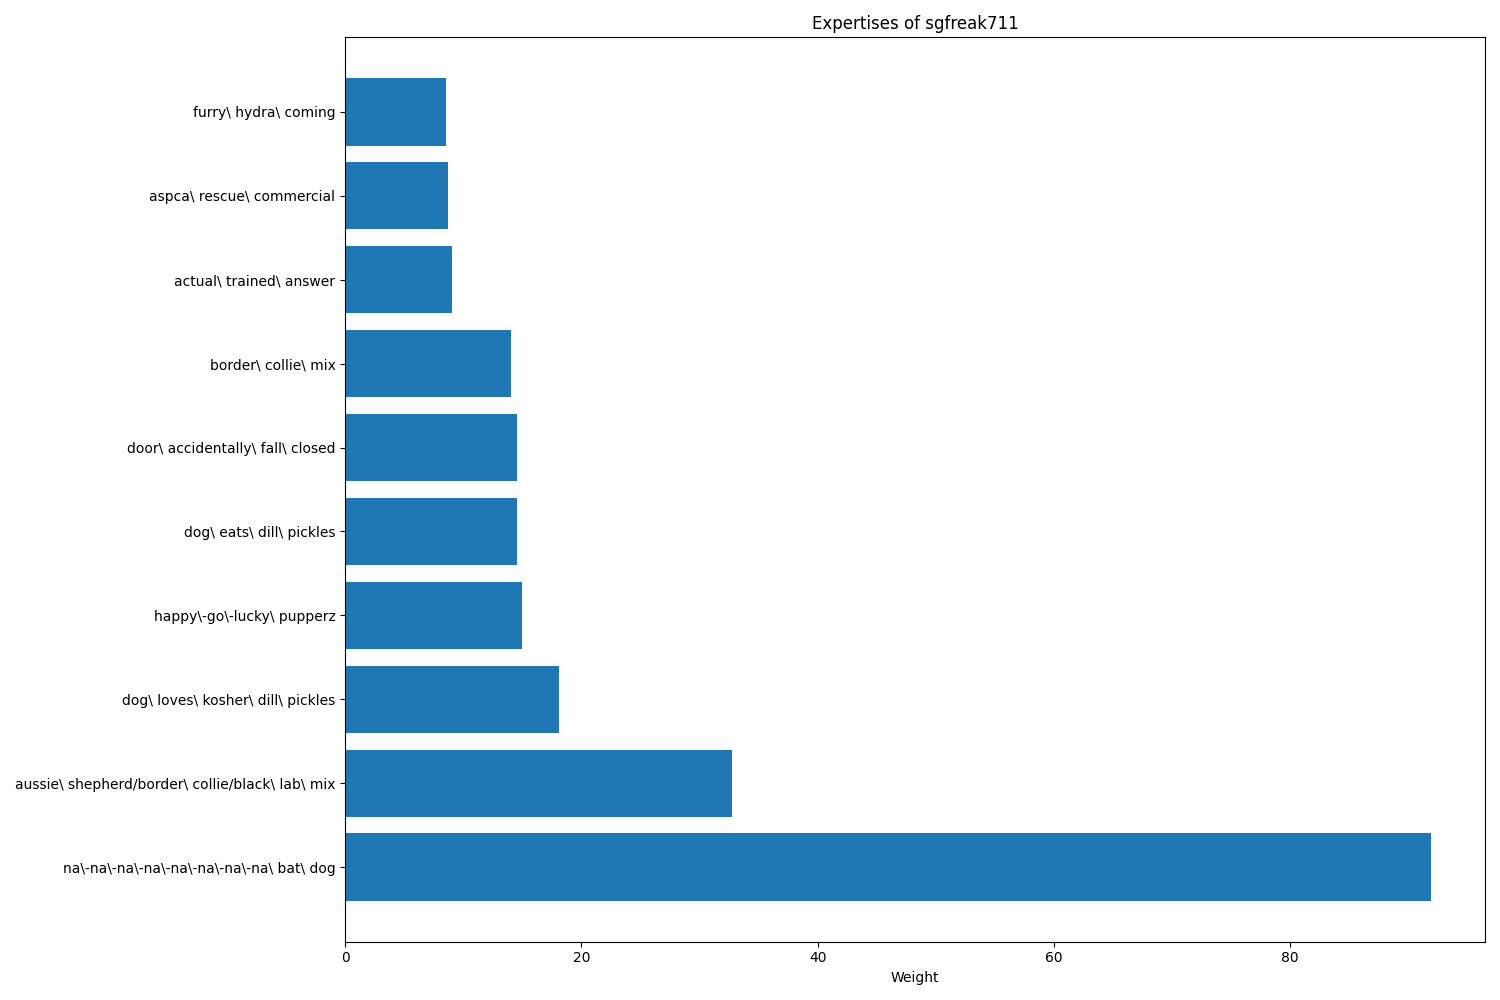 Expertises of sgfreak711
furry\ hydra\ coming
aspca\ rescue\ commercial
actual\ trained\ answer
border\ collie\ mix
door\ accidentally\ fall\ closed
dog\ eats\ dill\ pickles
happy\-go\-lucky\ pupperz
dog\ loves\ kosher\ dill\ pickles
aussie\ shepherd/border\ collie/black\ lab\ mix
na\-na\-na\-na\-na\-na\-na\-na\ bat\ dog
0 20 40 60 80
Weight